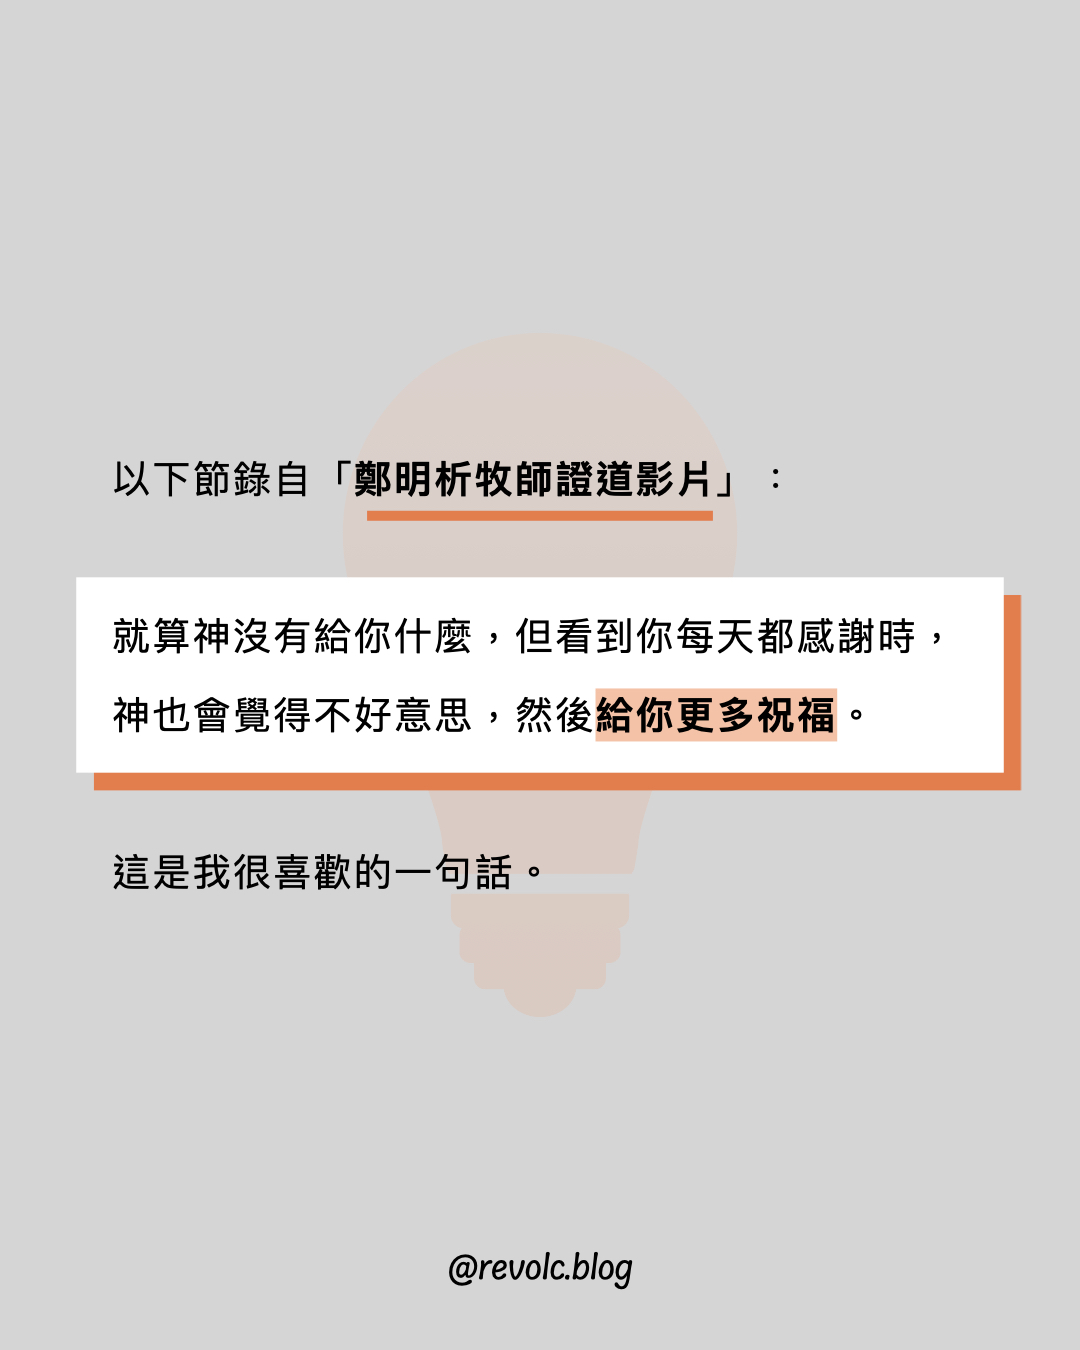 以下節錄自「鄭明析牧師證道影片」：
就算神沒有給你什麼，但看到你每天都感謝時，
神也會覺得不好意思，然後給你更多祝福。
這是我很喜歡的一句話。
@revolc.blog